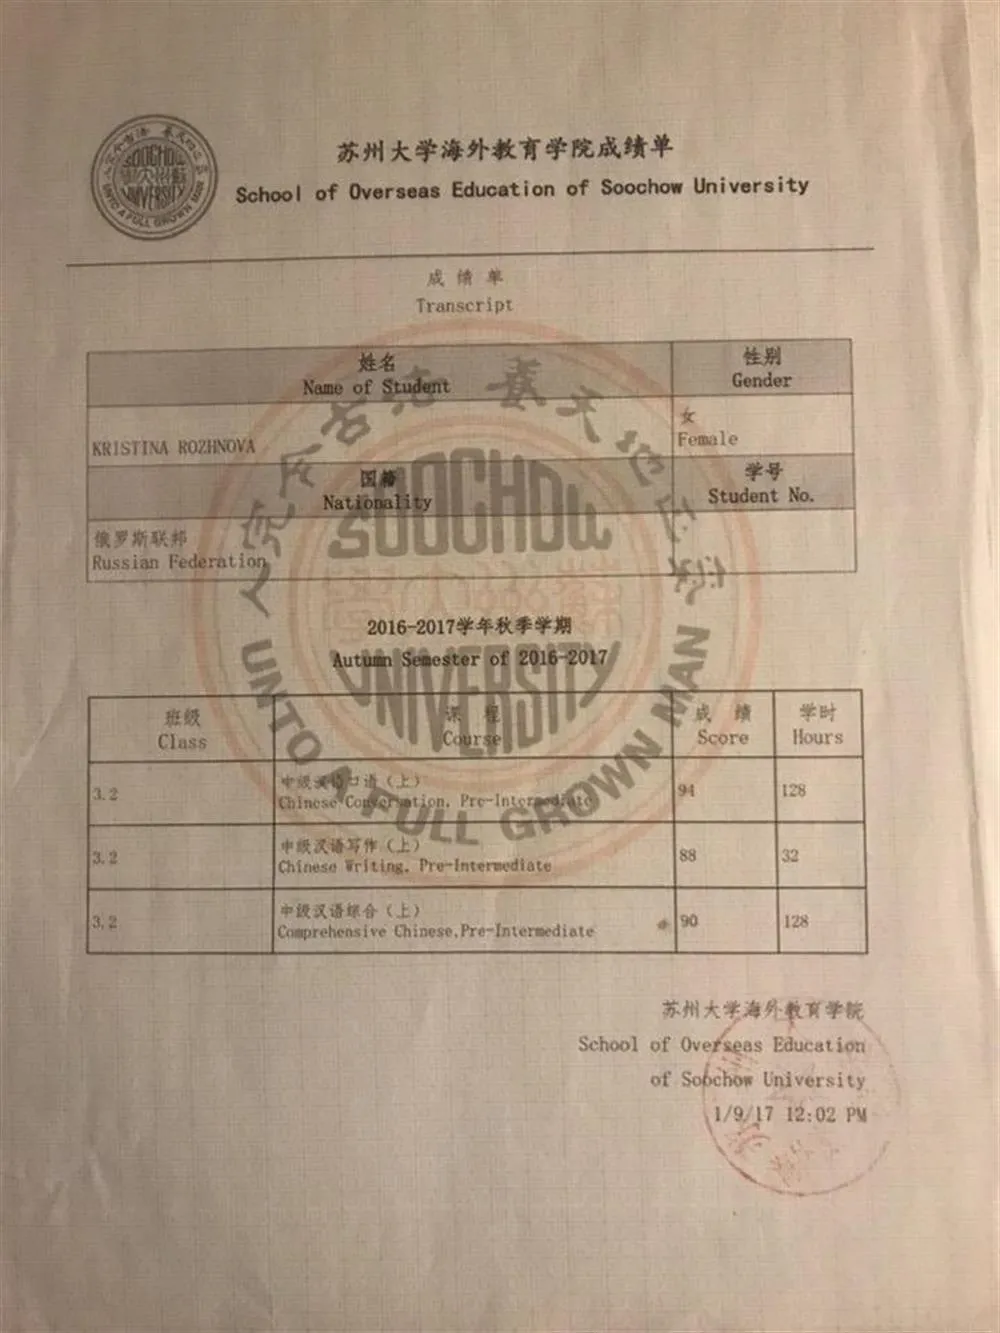 SOOCHOW
UNIVERSITY
UNTO A FULL GROWN MAN
苏州大学海外教育学院成绩单
School of Overseas Education of Soochow University
成绩单
Transcript
姓名
Name of Student
性别
Gender
KRISTINA ROZHNOVA
女
Female
国籍
Nationality
学号
Student No.
俄罗斯联邦
Russian Federation
SOOCHOW
UNIVERSITY
UNTO A FULL GROWN MAN
2016-2017学年秋季学期
Autumn Semester of 2016-2017
班级
Class
课程
Course
成绩
Score
学时
Hours
3.2
中级汉语口语（上）
Chinese Conversation, Pre-Intermediate
94
128
3.2
中级汉语写作（上）
Chinese Writing, Pre-Intermediate
88
32
3.2
中级汉语综合（上）
Comprehensive Chinese,Pre-Intermediate
90
128
苏州大学海外教育学院
School of Overseas Education
of Soochow University
1/9/17 12:02 PM